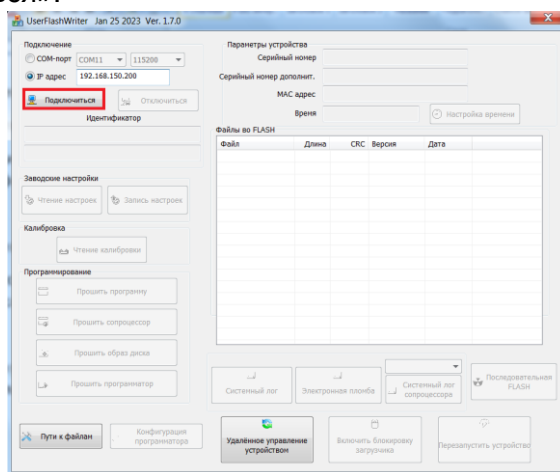 UserFlashWriter Jan 25 2023 Ver. 1.7.0
Подключение
COM-порт COM11 115200
IP адрес 192.168.150.200
Подключиться Отключиться
Идентификатор
Заводские настройки
Чтение настроек Запись настроек
Калибровка
Чтение калибровки
Программирование
Прошить программу
Прошить сопроцессор
Прошить образ диска
Прошить программатор
Пути к файлам Конфигурация
программатора
Параметры устройства
Серийный номер
Серийный номер дополнит.
MAC адрес
Время Настройка времени
Файлы во FLASH
Файл Длина CRC Версия Дата
Системный лог Электронная пломба Системный лог
сопроцессора
Последовательная
FLASH
Удалённое управление
устройством
Включить блокировку
загрузчика
Перезапустить устройство